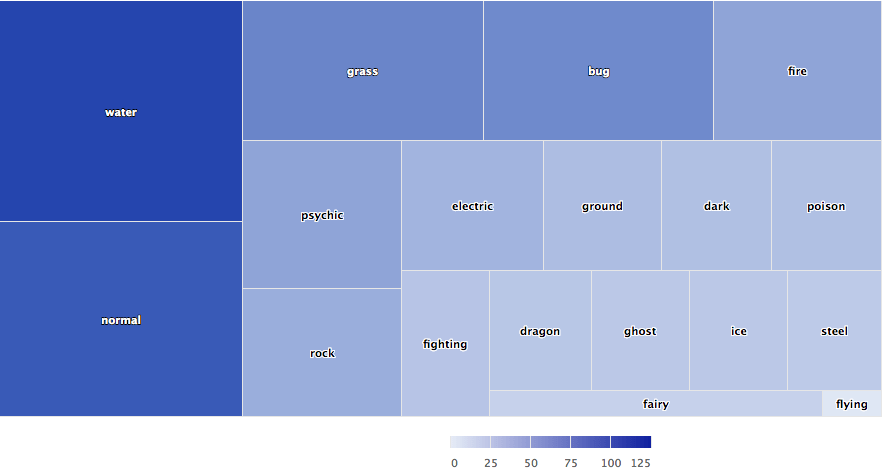 water
normal
grass
bug
fire
psychic
rock
electric
ground
dark
poison
fighting
dragon
ghost
ice
steel
fairy
flying
0 25 50 75 100 125